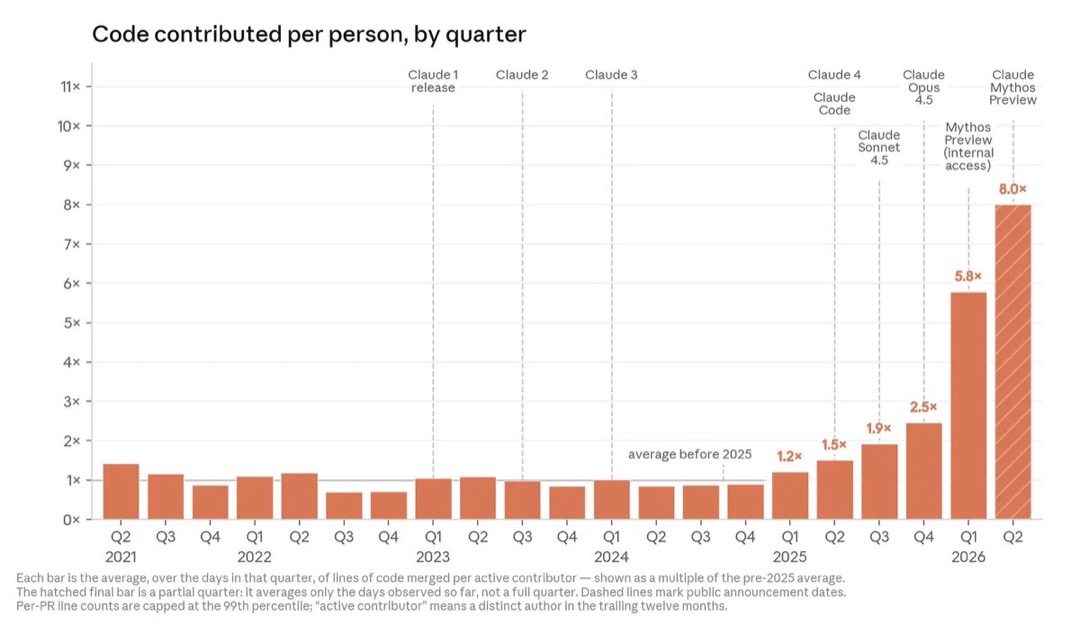 Code contributed per person, by quarter
Claude 1
release
Claude 2
Claude 3
Claude 4
Claude
Code
Claude
Sonnet
4.5
Claude
Opus
4.5
Mythos
Preview
(internal
access)
Claude
Mythos
Preview
11×
10×
9×
8×
7×
6×
5×
4×
3×
2×
1×
0×
average before 2025
1.2×
1.5×
1.9×
2.5×
5.8×
8.0×
Q2 Q3 Q4 Q1 Q2 Q3 Q4 Q1 Q2 Q3 Q4 Q1 Q2 Q3 Q4 Q1 Q2 Q3 Q4 Q1 Q2
2021 2022 2023 2024 2025 2026
Each bar is the average, over the days in that quarter, of lines of code merged per active contributor — shown as a multiple of the pre-2025 average.
The hatched final bar is a partial quarter: it averages only the days observed so far, not a full quarter. Dashed lines mark public announcement dates.
Per-PR line counts are capped at the 99th percentile; “active contributor” means a distinct author in the trailing twelve months.